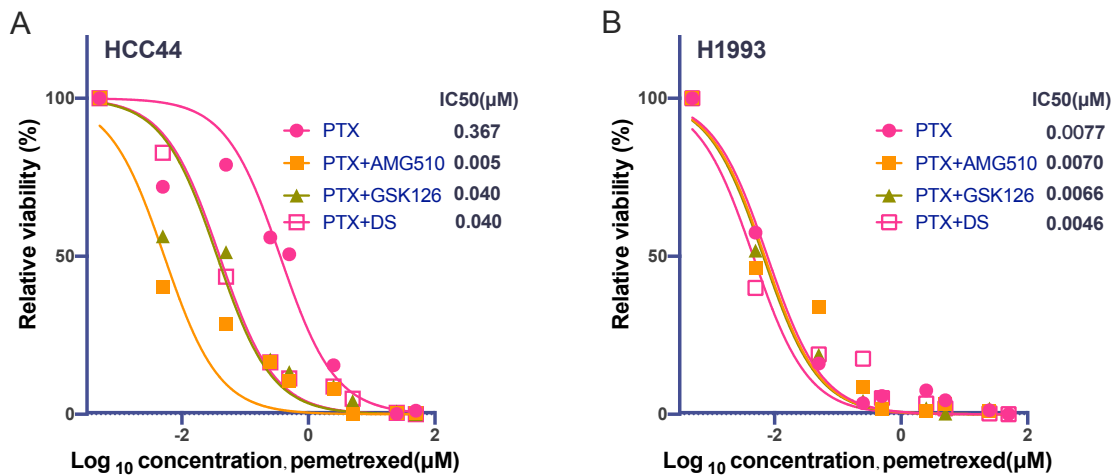 A
HCC44
Relative viability (%)
100
50
0
IC50(µM)
PTX 0.367
PTX+AMG510 0.005
PTX+GSK126 0.040
PTX+DS 0.040
-2 0 2
Log 10 concentration, pemetrexed(µM)
B
H1993
Relative viability (%)
100
50
0
IC50(µM)
PTX 0.0077
PTX+AMG510 0.0070
PTX+GSK126 0.0066
PTX+DS 0.0046
-2 0 2
Log 10 concentration, pemetrexed(µM)